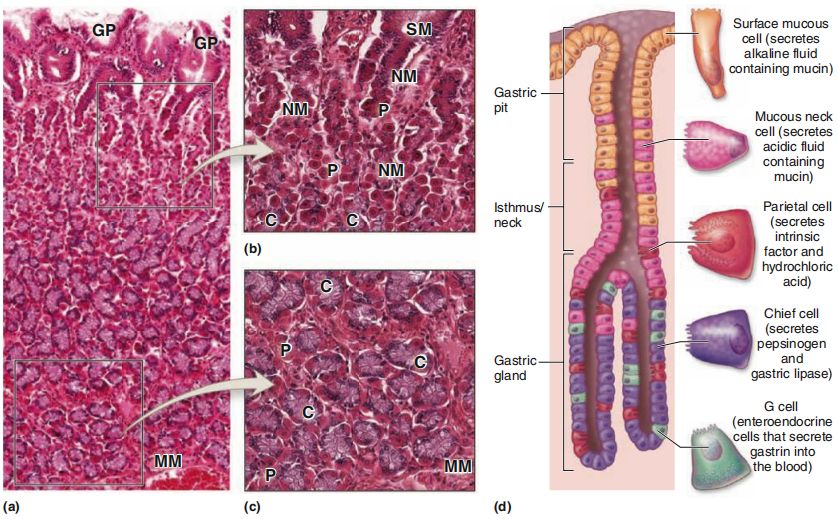 GP
GP
MM
(a)
SM
NM
NM
P
P
NM
C
C
(b)
C
P
C
C
P
MM
(c)
Gastric
pit
Isthmus/
neck
Gastric
gland
(d)
Surface mucous
cell (secretes
alkaline fluid
containing mucin)
Mucous neck
cell (secretes
acidic fluid
containing
mucin)
Parietal cell
(secretes
intrinsic
factor and
hydrochloric
acid)
Chief cell
(secretes
pepsinogen
and
gastric lipase)
G cell
(enteroendocrine
cells that secrete
gastrin into
the blood)